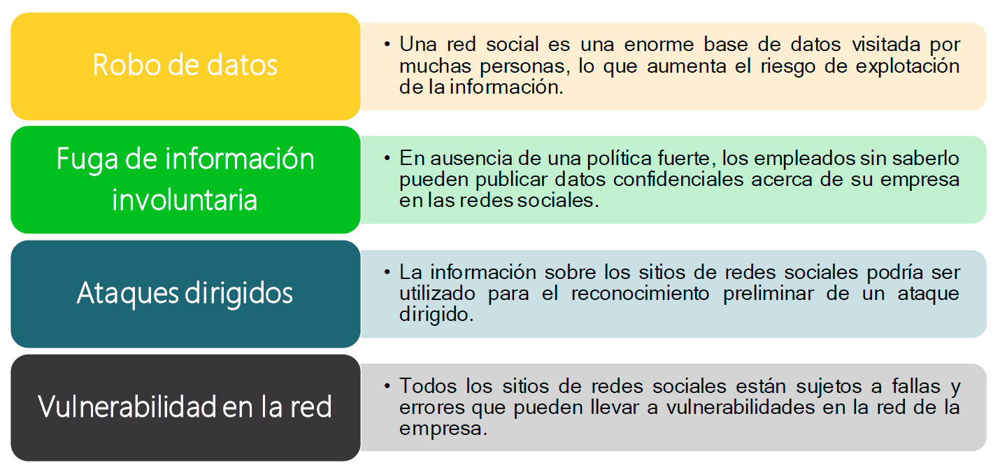 Robo de datos
• Una red social es una enorme base de datos visitada por
muchas personas, lo que aumenta el riesgo de explotación
de la información.
Fuga de información
involuntaria
• En ausencia de una política fuerte, los empleados sin saberlo
pueden publicar datos confidenciales acerca de su empresa
en las redes sociales.
Ataques dirigidos
• La información sobre los sitios de redes sociales podría ser
utilizado para el reconocimiento preliminar de un ataque
dirigido.
Vulnerabilidad en la red
• Todos los sitios de redes sociales están sujetos a fallas y
errores que pueden llevar a vulnerabilidades en la red de la
empresa.